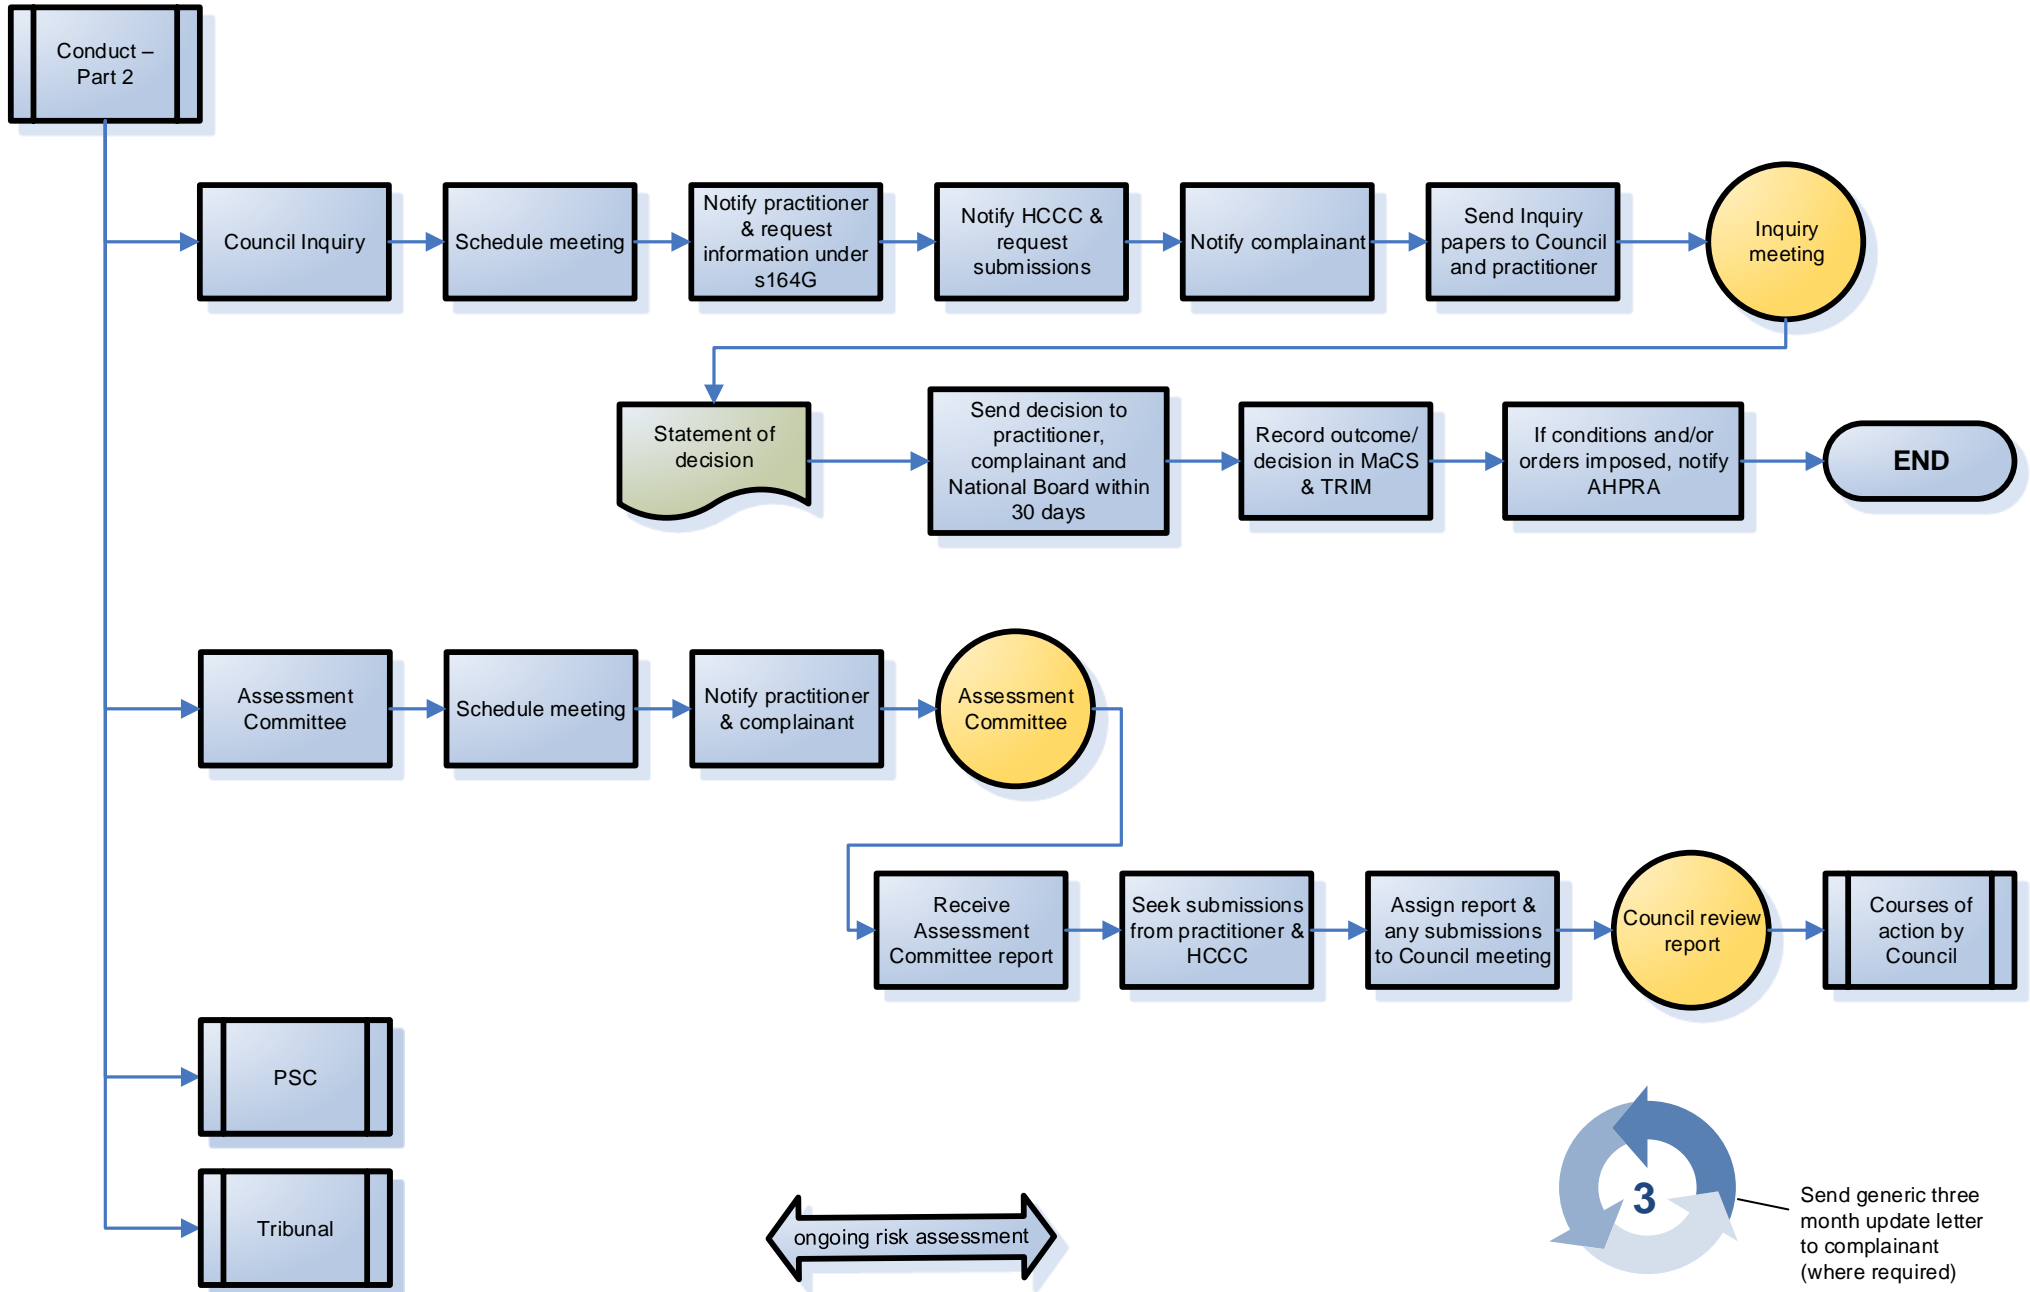 Conduct –
Part 2
Council Inquiry
Schedule meeting
Notify practitioner
& request
information under
s164G
Notify HCCC &
request
submissions
Notify complainant
Send Inquiry
papers to Council
and practitioner
Inquiry
meeting
Statement of
decision
Send decision to
practitioner,
complainant and
National Board within
30 days
Record outcome/
decision in MaCS
& TRIM
If conditions and/or
orders imposed, notify
AHPRA
END
Assessment
Committee
Schedule meeting
Notify practitioner
& complainant
Assessment
Committee
Receive
Assessment
Committee report
Seek submissions
from practitioner &
HCCC
Assign report &
any submissions
to Council meeting
Council review
report
Courses of
action by
Council
PSC
Tribunal
ongoing risk assessment
3
Send generic three
month update letter
to complainant
(where required)